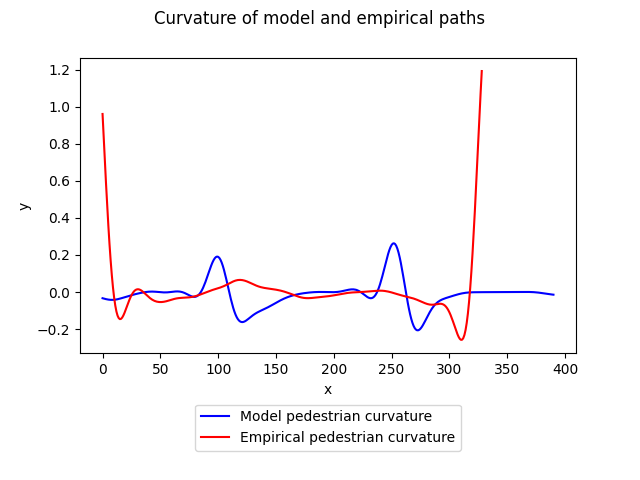 Curvature of model and empirical paths
1.2
1.0
0.8
0.6
0.4
0.2
0.0
−0.2
y
0 50 100 150 200 250 300 350 400
x
Model pedestrian curvature
Empirical pedestrian curvature